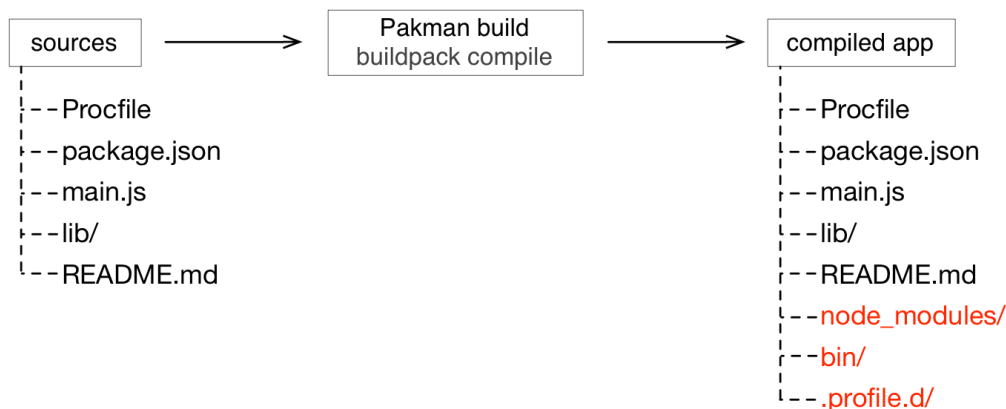 sources
Pakman build
buildpack compile
compiled app
Procfile
package.json
main.js
lib/
README.md
Procfile
package.json
main.js
lib/
README.md
node_modules/
bin/
.profile.d/